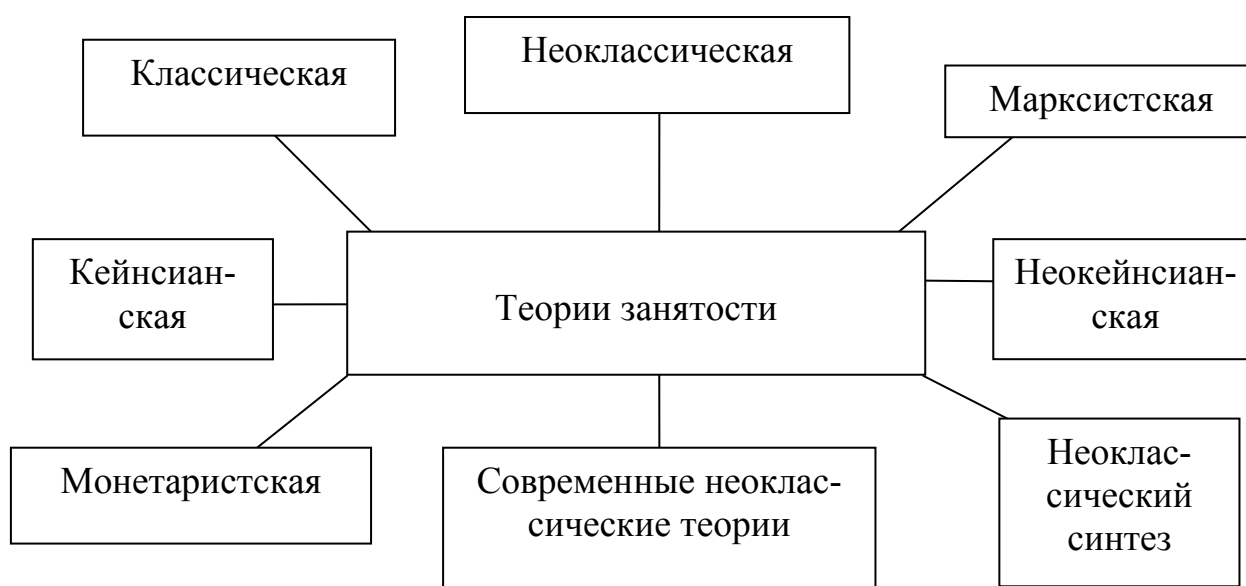 Классическая
Неоклассическая
Марксистская
Кейнсиан-
ская
Теории занятости
Неокейнсиан-
ская
Монетаристская
Современные неоклас-
сические теории
Неоклас-
сический
синтез